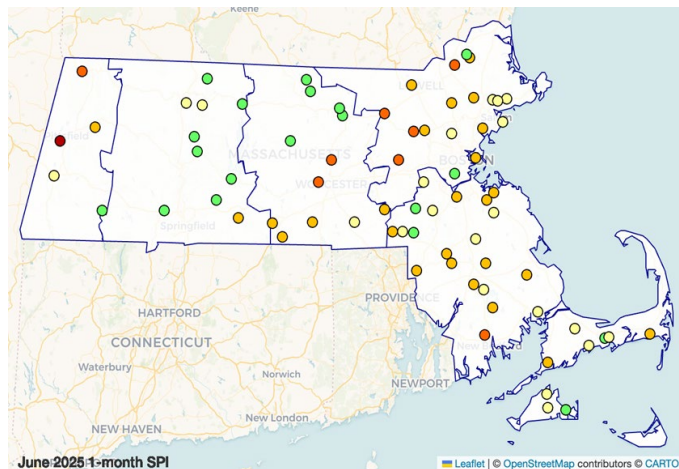 Keene
LOWELL
MASSACHUSETTS
BOSTON
WORCESTER
Springfield
PROVIDENCE
HARTFORD
CONNECTICUT
Waterbury
Norwich
NEWPORT
New London
NEW HAVEN
June 2025 1-month SPI
Leaflet | © OpenStreetMap contributors © CARTO